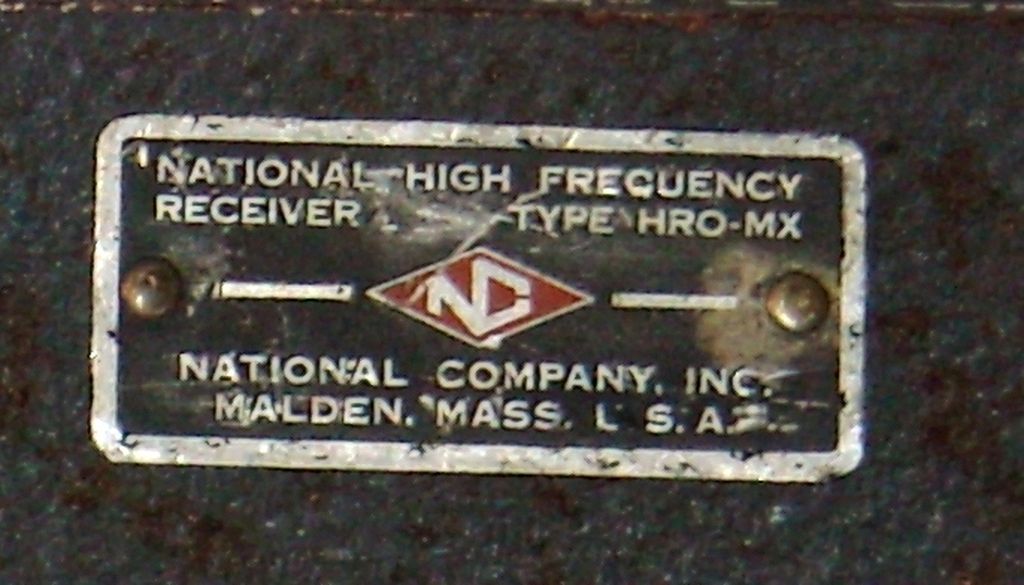 NATIONAL HIGH FREQUENCY
RECEIVER TYPE HRO-MX
NC
NATIONAL COMPANY, INC.
MALDEN, MASS. U.S.A.